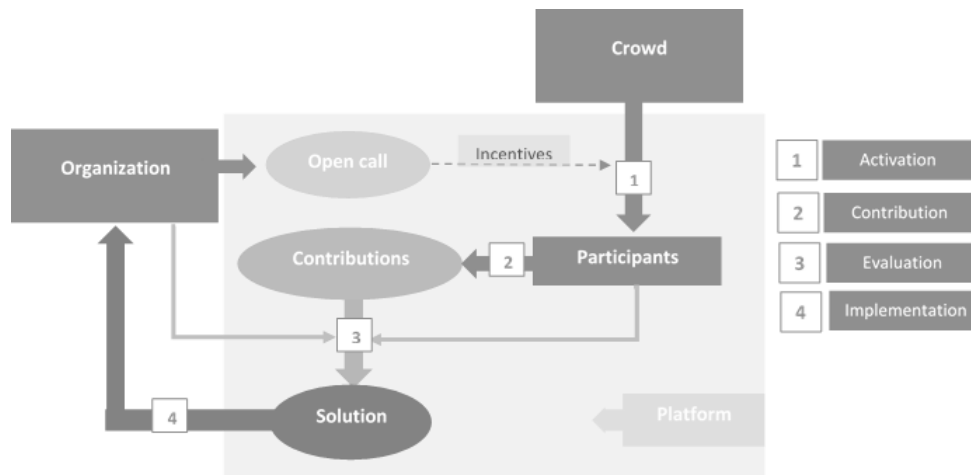 Crowd
Organization
Open call
Incentives
1
1
Activation
2
Contribution
Contributions
2
Participants
3
Evaluation
4
Implementation
3
4
Solution
Platform